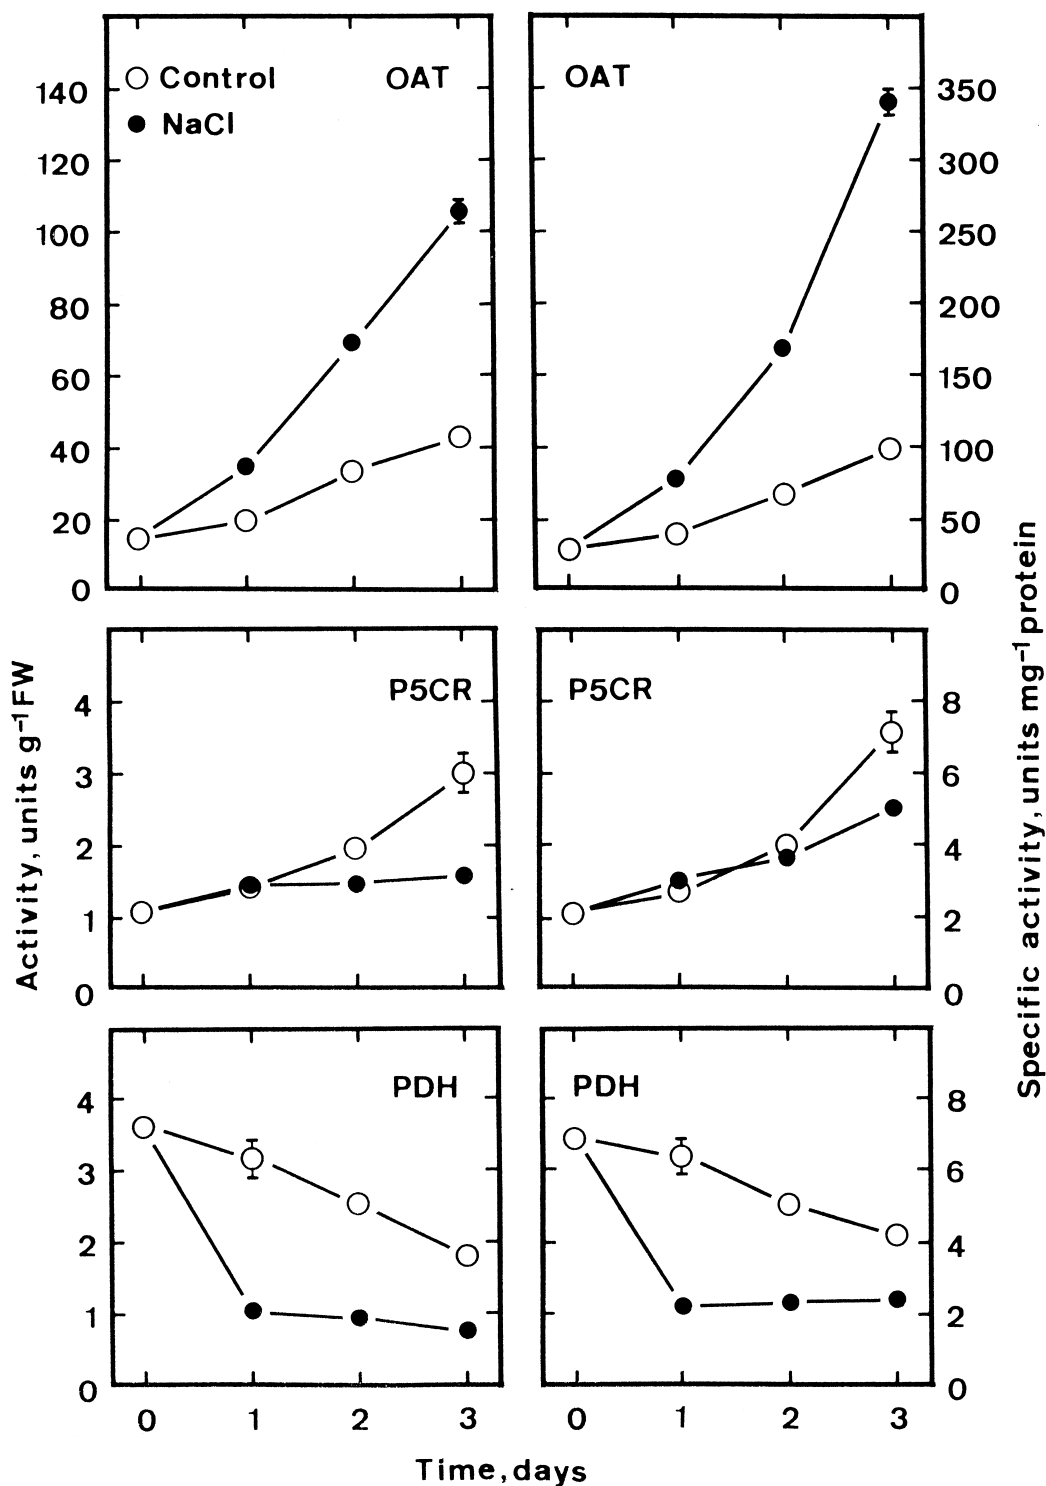 Control
NaCl
OAT
140
120
100
80
60
40
20
0
OAT
350
300
250
200
150
100
50
0
P5CR
4
3
2
1
0
P5CR
8
6
4
2
0
PDH
4
3
2
1
0
PDH
8
6
4
2
0
0 1 2 3
0 1 2 3
Time, days
Activity, units g⁻¹ FW
Specific activity, units mg⁻¹ protein